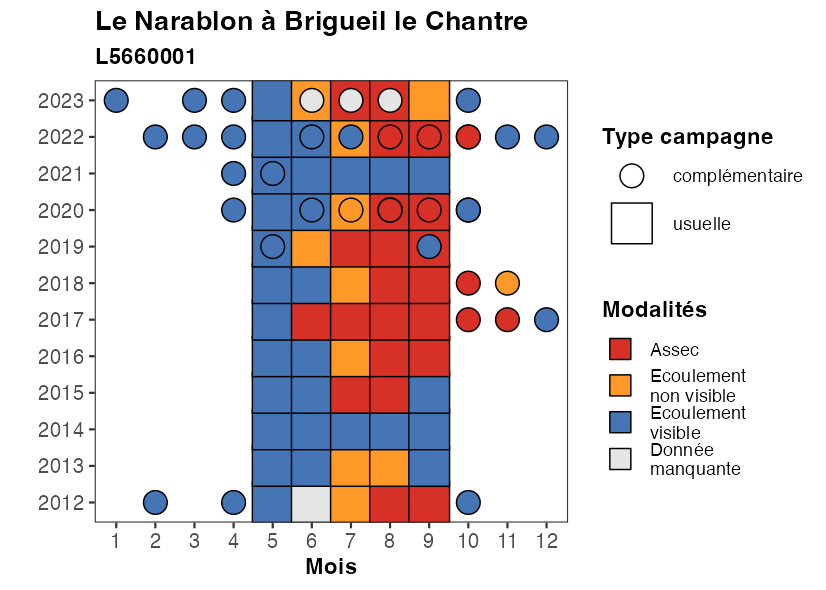 Le Narablon à Brigueil le Chantre
L5660001
2023
2022
2021
2020
2019
2018
2017
2016
2015
2014
2013
2012
1 2 3 4 5 6 7 8 9 10 11 12
Mois
Type campagne
complémentaire
usuelle
Modalités
Assec
Ecoulement
non visible
Ecoulement
visible
Donnée
manquante